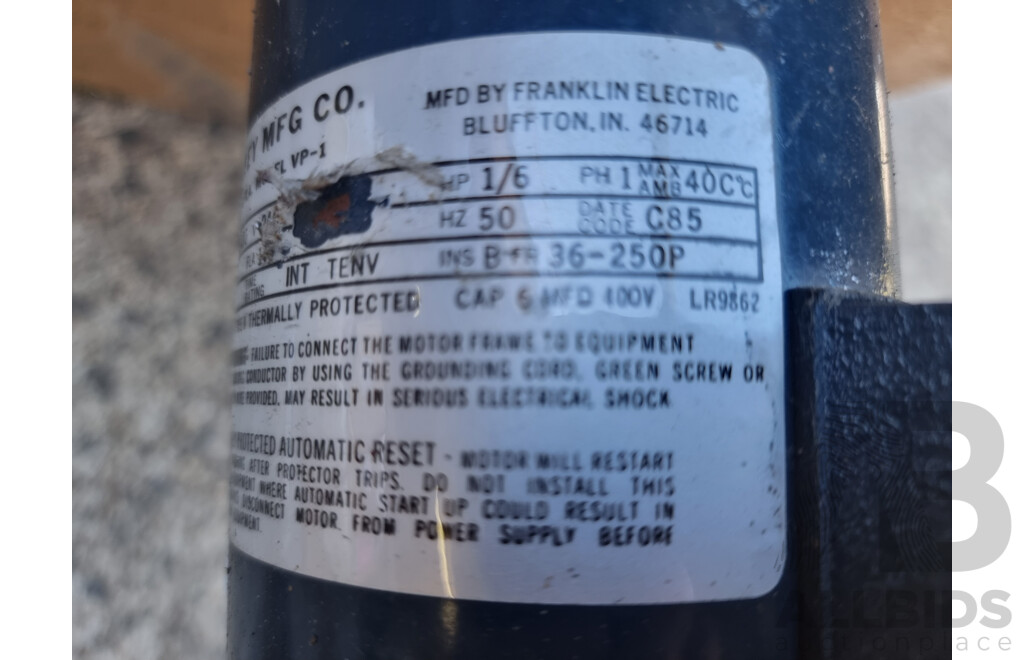 MFG CO.
MFD BY FRANKLIN ELECTRIC
BLUFFTON, IN. 46714
VP-1
HP 1/6 PH 1 MAX AMB 40C°C
HZ 50 DATE CODE C85
INT TENV INS B FR 36-250P
THERMALLY PROTECTED CAP 6 MFD 400V LR9862
FAILURE TO CONNECT THE MOTOR FRAME TO EQUIPMENT
CONDUCTOR BY USING THE GROUNDING CORD, GREEN SCREW OR
PROVIDED, MAY RESULT IN SERIOUS ELECTRICAL SHOCK
PROTECTED AUTOMATIC RESET - MOTOR WILL RESTART
AFTER PROTECTOR TRIPS. DO NOT INSTALL THIS
WHERE AUTOMATIC START UP COULD RESULT IN
DISCONNECT MOTOR FROM POWER SUPPLY BEFORE
B
ALLBIDS
auctionplace